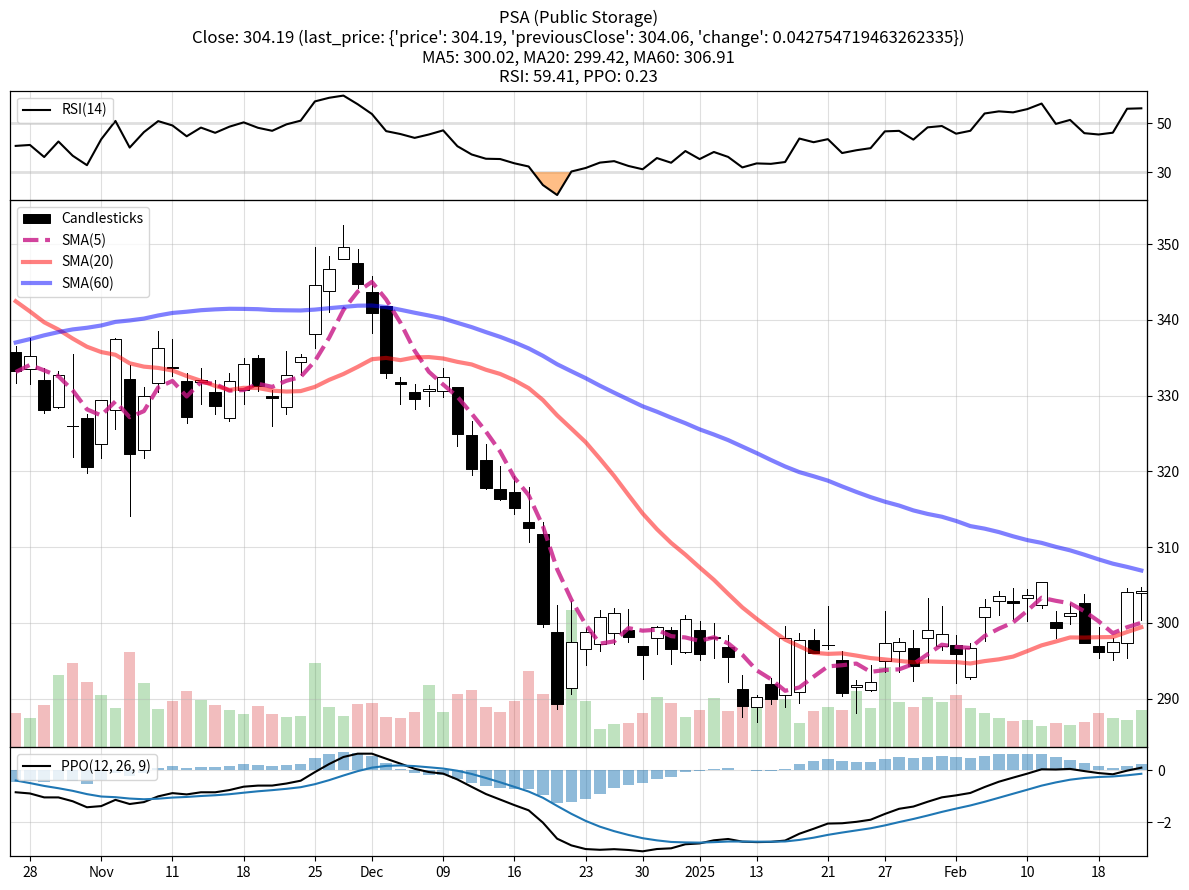 PSA (Public Storage)
Close: 304.19 (last_price: {'price': 304.19, 'previousClose': 304.06, 'change': 0.042754719463262335})
MA5: 300.02, MA20: 299.42, MA60: 306.91
RSI: 59.41, PPO: 0.23
RSI(14)
50
30
Candlesticks
SMA(5)
SMA(20)
SMA(60)
350
340
330
320
310
300
290
PPO(12, 26, 9)
0
−2
28 Nov 11 18 25 Dec 09 16 23 30 2025 13 21 27 Feb 10 18